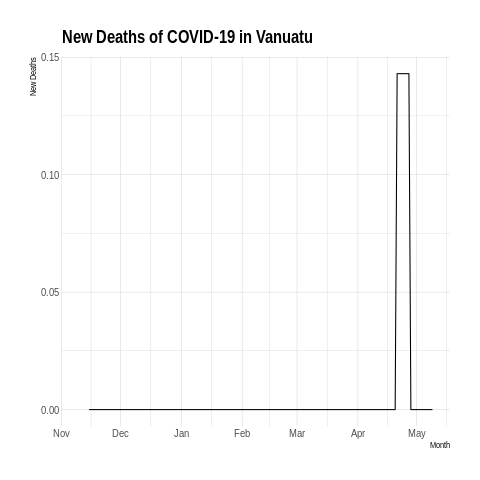 New Deaths of COVID-19 in Vanuatu
New Deaths
0.15
0.10
0.05
0.00
Nov Dec Jan Feb Mar Apr May
Month